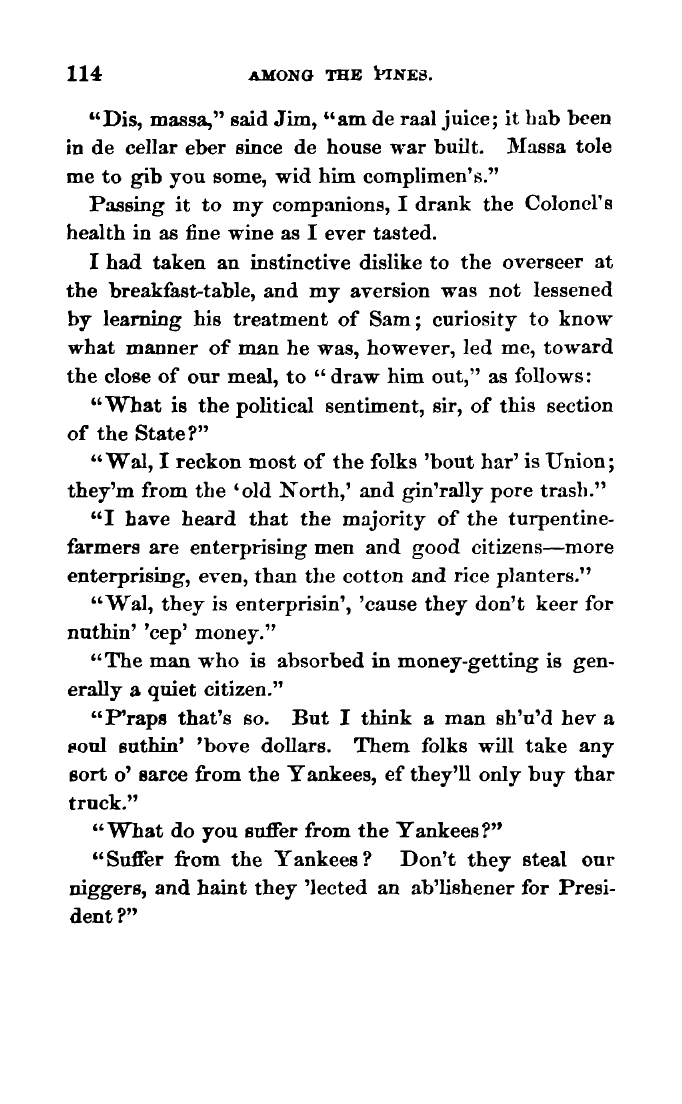 114 AMONG THE PINES.
“Dis, massa,” said Jim, “am de raal juice; it hab been
in de cellar eber since de house war built. Massa tole
me to gib you some, wid him complimen's.”
Passing it to my companions, I drank the Colonel's
health in as fine wine as I ever tasted.
I had taken an instinctive dislike to the overseer at
the breakfast-table, and my aversion was not lessened
by learning his treatment of Sam; curiosity to know
what manner of man he was, however, led me, toward
the close of our meal, to “draw him out,” as follows:
“What is the political sentiment, sir, of this section
of the State?”
“Wal, I reckon most of the folks 'bout har' is Union;
they'm from the ‘old North,’ and gin'rally pore trash.”
“I have heard that the majority of the turpentine-
farmers are enterprising men and good citizens—more
enterprising, even, than the cotton and rice planters.”
“Wal, they is enterprisin', 'cause they don't keer for
nuthin' 'cep' money.”
“The man who is absorbed in money-getting is gen-
erally a quiet citizen.”
“P'raps that's so. But I think a man sh'u'd hev a
soul suthin' 'bove dollars. Them folks will take any
sort o' sarce from the Yankees, ef they'll only buy thar
truck.”
“What do you suffer from the Yankees?”
“Suffer from the Yankees? Don't they steal our
niggers, and haint they 'lected an ab'lishener for Presi-
dent?”